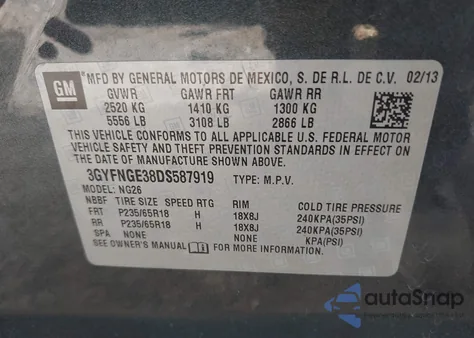 GM
MFD BY GENERAL MOTORS DE MEXICO, S. DE R.L. DE C.V. 02/13
GVWR GAWR FRT GAWR RR
2520 KG 1410 KG 1300 KG
5556 LB 3108 LB 2866 LB
THIS VEHICLE CONFORMS TO ALL APPLICABLE U.S. FEDERAL MOTOR
VEHICLE SAFETY AND THEFT PREVENTION STANDARDS IN EFFECT ON
THE DATE OF MANUFACTURE SHOWN ABOVE.
3GYFNGE38DS587919 TYPE: M.P.V.
MODEL: NG26
NBBF TIRE SIZE SPEED RTG RIM COLD TIRE PRESSURE
FRT P235/65R18 H 18X8J 240KPA(35PSI)
RR P235/65R18 H 18X8J 240KPA(35PSI)
SPA NONE NONE KPA(PSI)
SEE OWNER'S MANUAL FOR MORE INFORMATION.
autoSnap